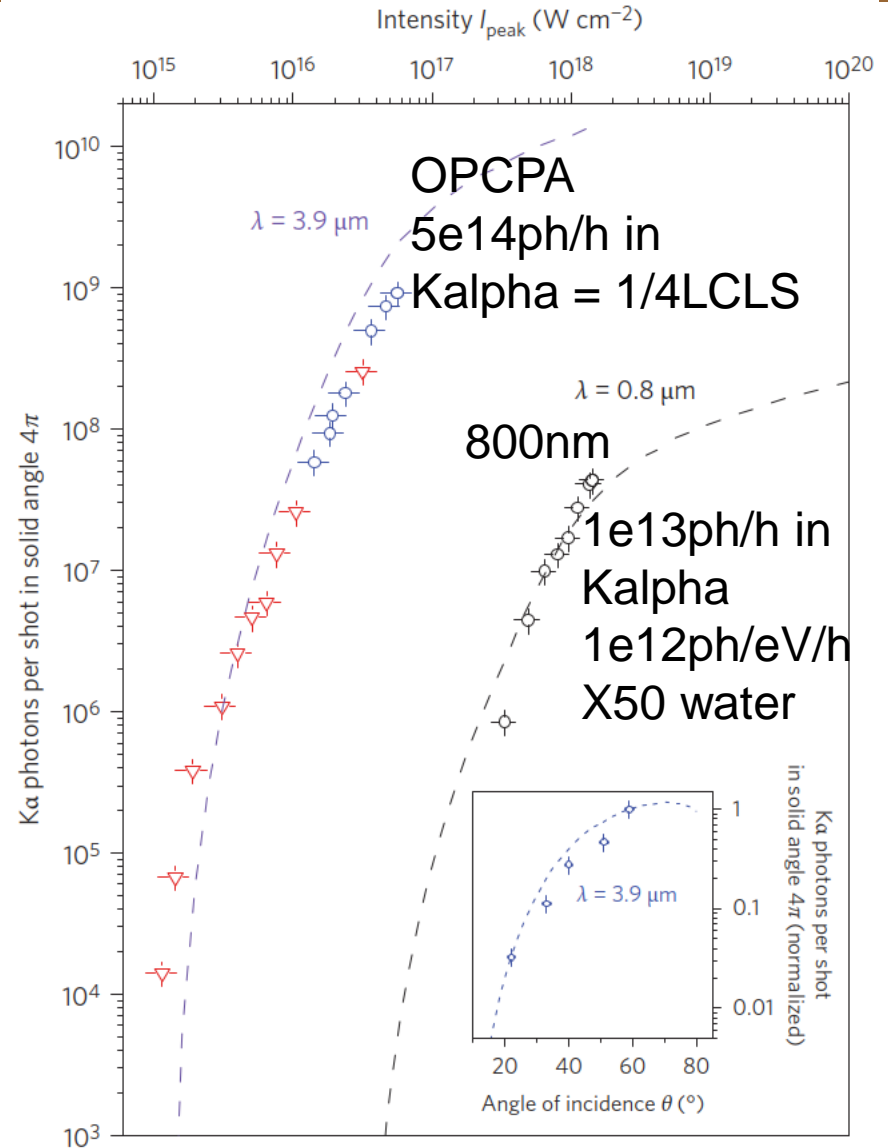 Intensity I_peak (W cm⁻²)
10¹⁵ 10¹⁶ 10¹⁷ 10¹⁸ 10¹⁹ 10²⁰
Kα photons per shot in solid angle 4π
10¹⁰
10⁹
10⁸
10⁷
10⁶
10⁵
10⁴
10³
λ = 3.9 μm
OPCPA
5e14ph/h in
Kalpha = 1/4LCLS
λ = 0.8 μm
800nm
1e13ph/h in
Kalpha
1e12ph/eV/h
X50 water
λ = 3.9 μm
1
0.1
0.01
Kα photons per shot
in solid angle 4π (normalized)
20 40 60 80
Angle of incidence θ (°)